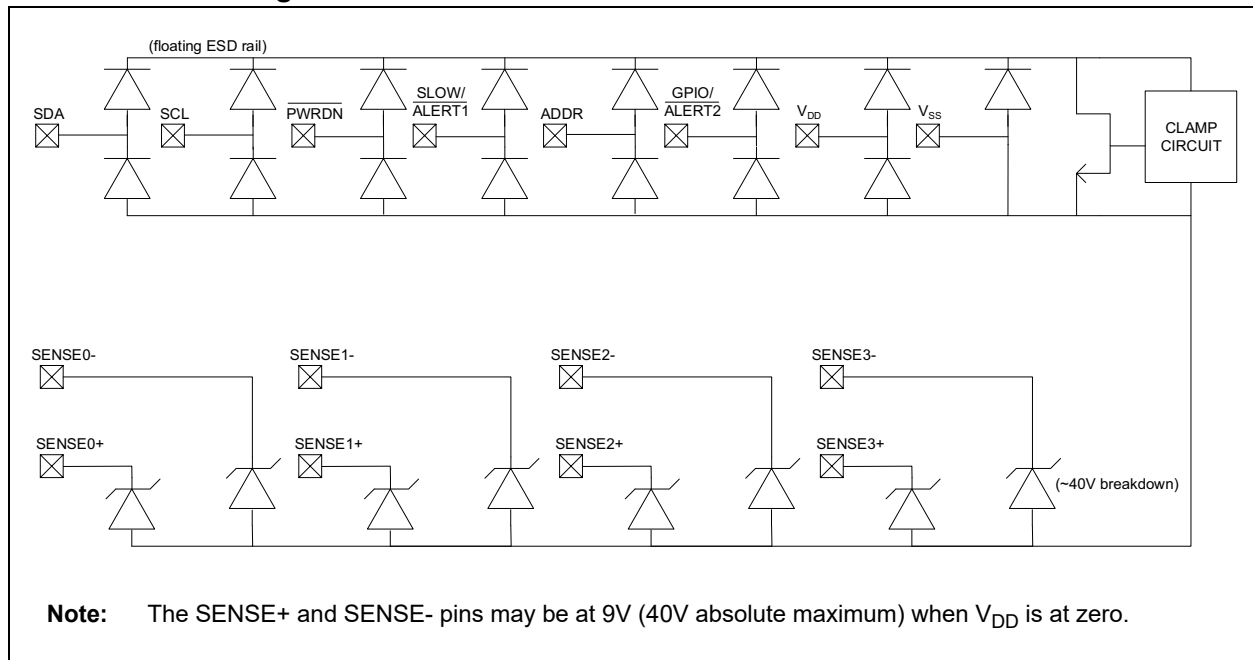 (floating ESD rail)
SDA
SCL
PWRDN
SLOW/
ALERT1
ADDR
GPIO/
ALERT2
VDD
VSS
CLAMP
CIRCUIT
SENSE0-
SENSE1-
SENSE2-
SENSE3-
SENSE0+
SENSE1+
SENSE2+
SENSE3+
(~40V breakdown)
Note: The SENSE+ and SENSE- pins may be at 9V (40V absolute maximum) when VDD is at zero.